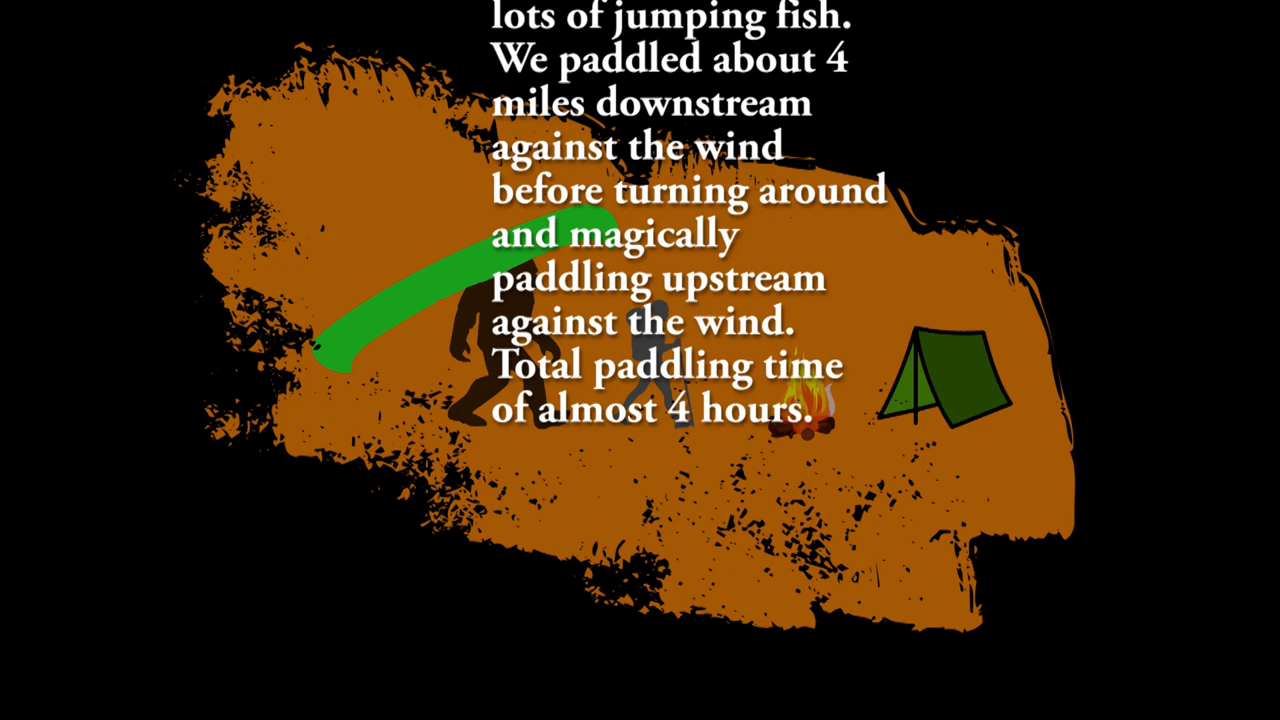 lots of jumping fish.
We paddled about 4
miles downstream
against the wind
before turning around
and magically
paddling upstream
against the wind.
Total paddling time
of almost 4 hours.